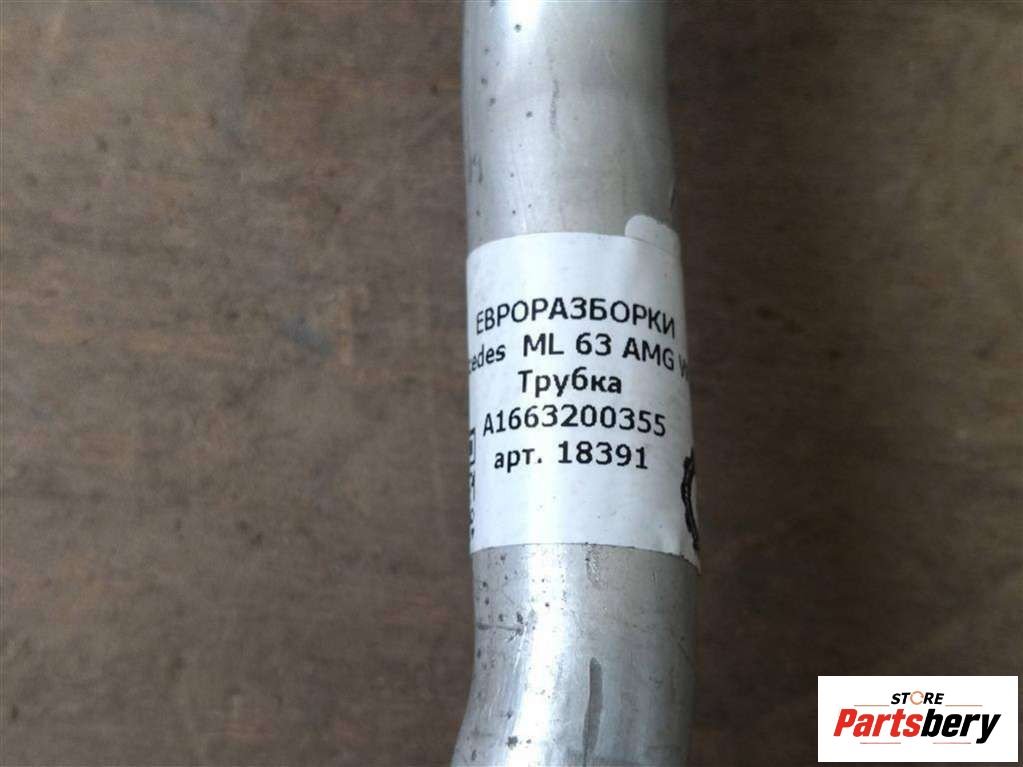 ЕВРОРАЗБОРКИ
cedes ML 63 AMG W
Трубка
A1663200355
арт. 18391
STORE
Partsbery